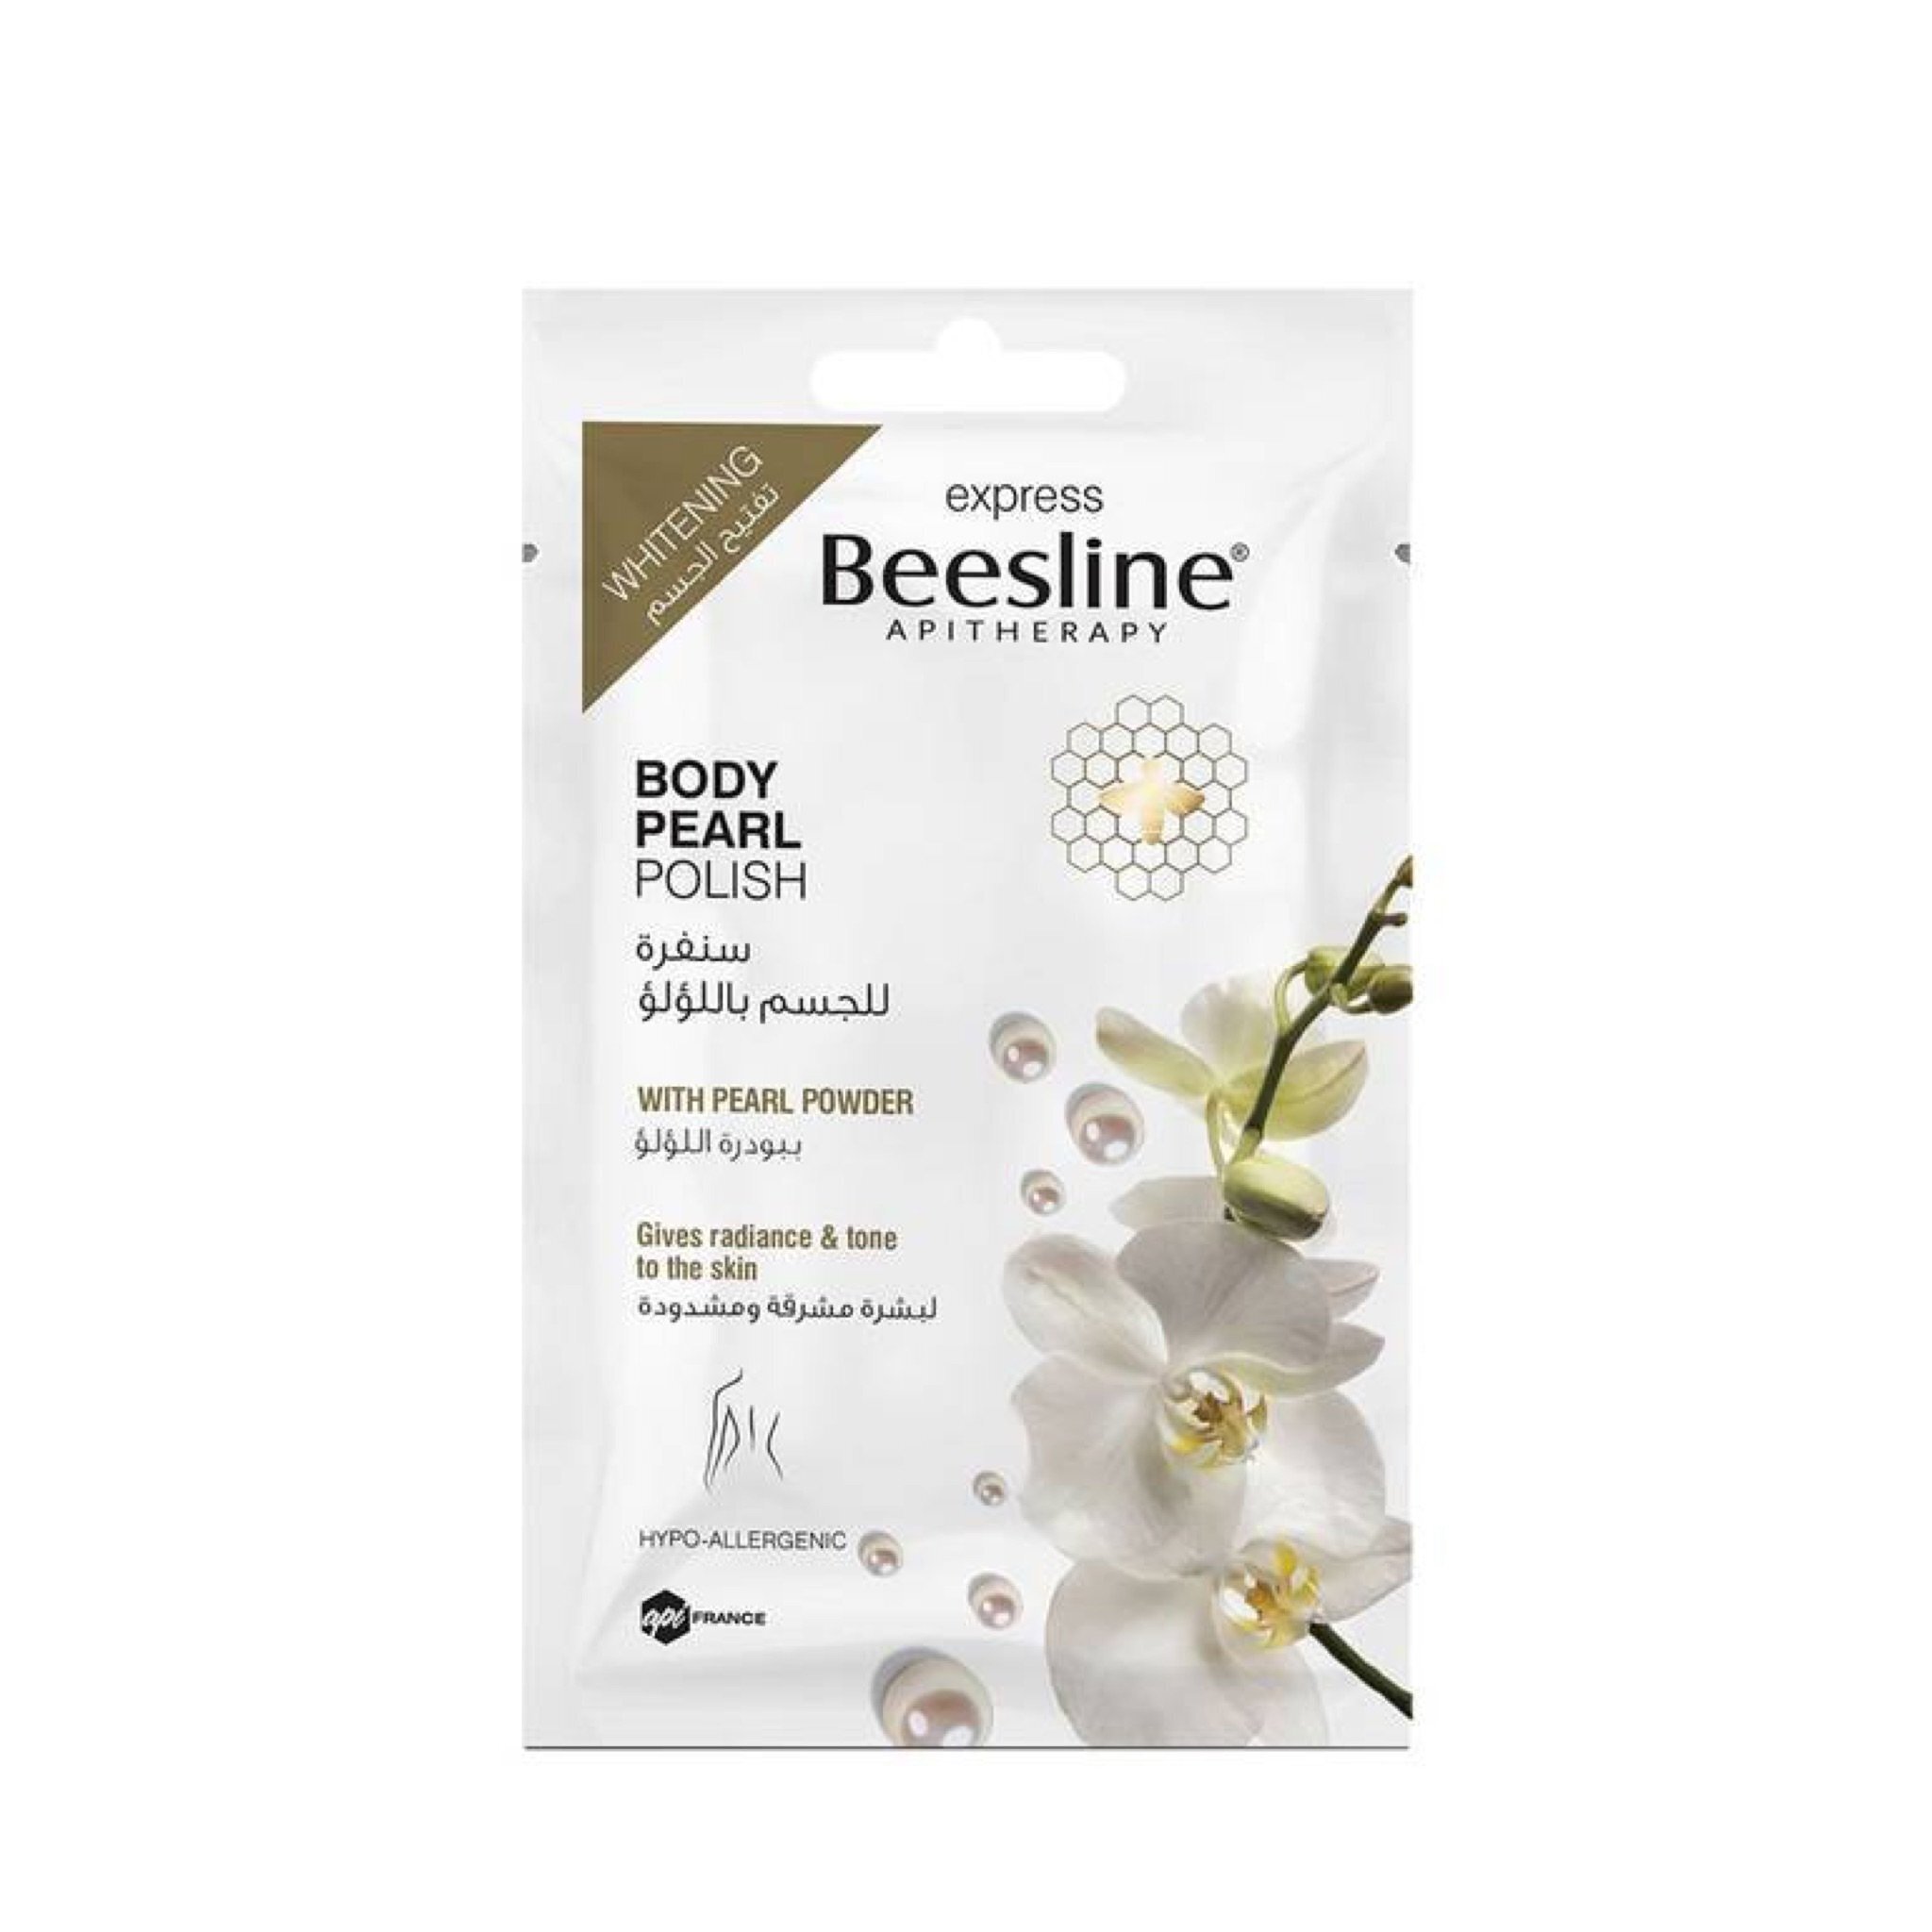 WHITENING
تفتيح الجسم
express
Beesline®
APITHERAPY
BODY
PEARL
POLISH
سنفرة
للجسم باللؤلؤ
WITH PEARL POWDER
ببودرة اللؤلؤ
Gives radiance & tone
to the skin
لبشرة مشرقة ومشدودة
HYPO-ALLERGENIC
api FRANCE